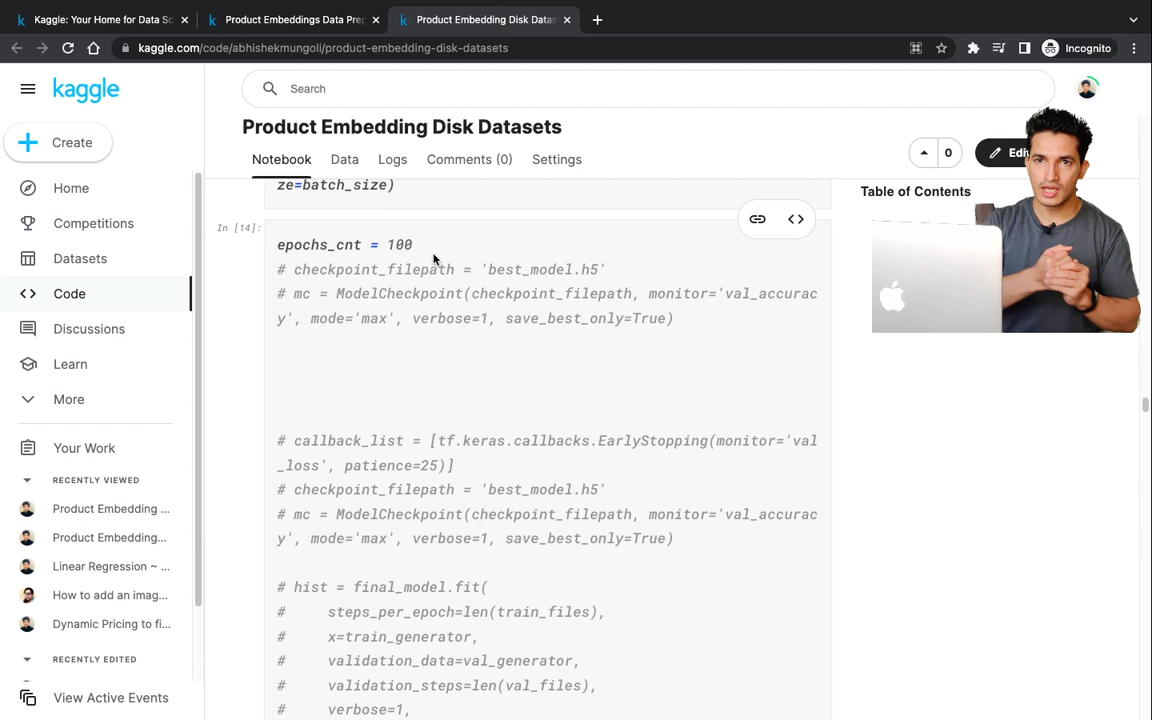 Kaggle: Your Home for Data Sc
Product Embeddings Data Prep
Product Embedding Disk Datas
kaggle.com/code/abhishekmungoli/product-embedding-disk-datasets
Incognito
kaggle
Search
Create
Product Embedding Disk Datasets
Notebook
Data
Logs
Comments (0)
Settings
0
Edi
Home
Competitions
Datasets
Code
Discussions
Learn
More
Your Work
RECENTLY VIEWED
Product Embedding ...
Product Embedding...
Linear Regression ~ ...
How to add an imag...
Dynamic Pricing to fi...
RECENTLY EDITED
View Active Events
Table of Contents
ze=batch_size)
In [14]:
epochs_cnt = 100
# checkpoint_filepath = 'best_model.h5'
# mc = ModelCheckpoint(checkpoint_filepath, monitor='val_accurac
y', mode='max', verbose=1, save_best_only=True)
# callback_list = [tf.keras.callbacks.EarlyStopping(monitor='val
_loss', patience=25)]
# checkpoint_filepath = 'best_model.h5'
# mc = ModelCheckpoint(checkpoint_filepath, monitor='val_accurac
y', mode='max', verbose=1, save_best_only=True)
# hist = final_model.fit(
#     steps_per_epoch=len(train_files),
#     x=train_generator,
#     validation_data=val_generator,
#     validation_steps=len(val_files),
#     verbose=1,